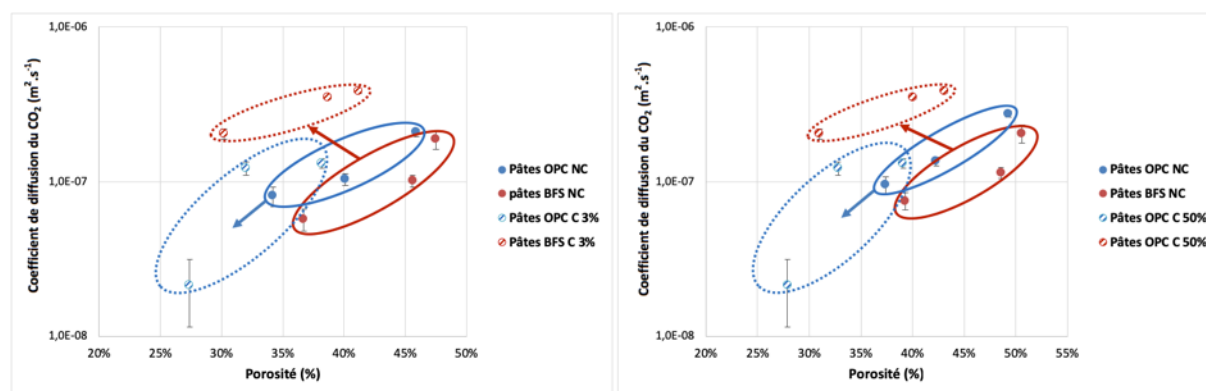 1,0E-06
1,0E-07
1,0E-08
Coefficient de diffusion du CO₂ (m².s⁻¹)
20% 25% 30% 35% 40% 45% 50%
Porosité (%)
Pâtes OPC NC
pâtes BFS NC
Pâtes OPC C 3%
Pâtes BFS C 3%
1,0E-06
1,0E-07
1,0E-08
Coefficient de diffusion du CO₂ (m².s⁻¹)
20% 25% 30% 35% 40% 45% 50% 55%
Porosité (%)
Pâtes OPC NC
Pâtes BFS NC
Pâtes OPC C 50%
Pâtes OPC C 50%